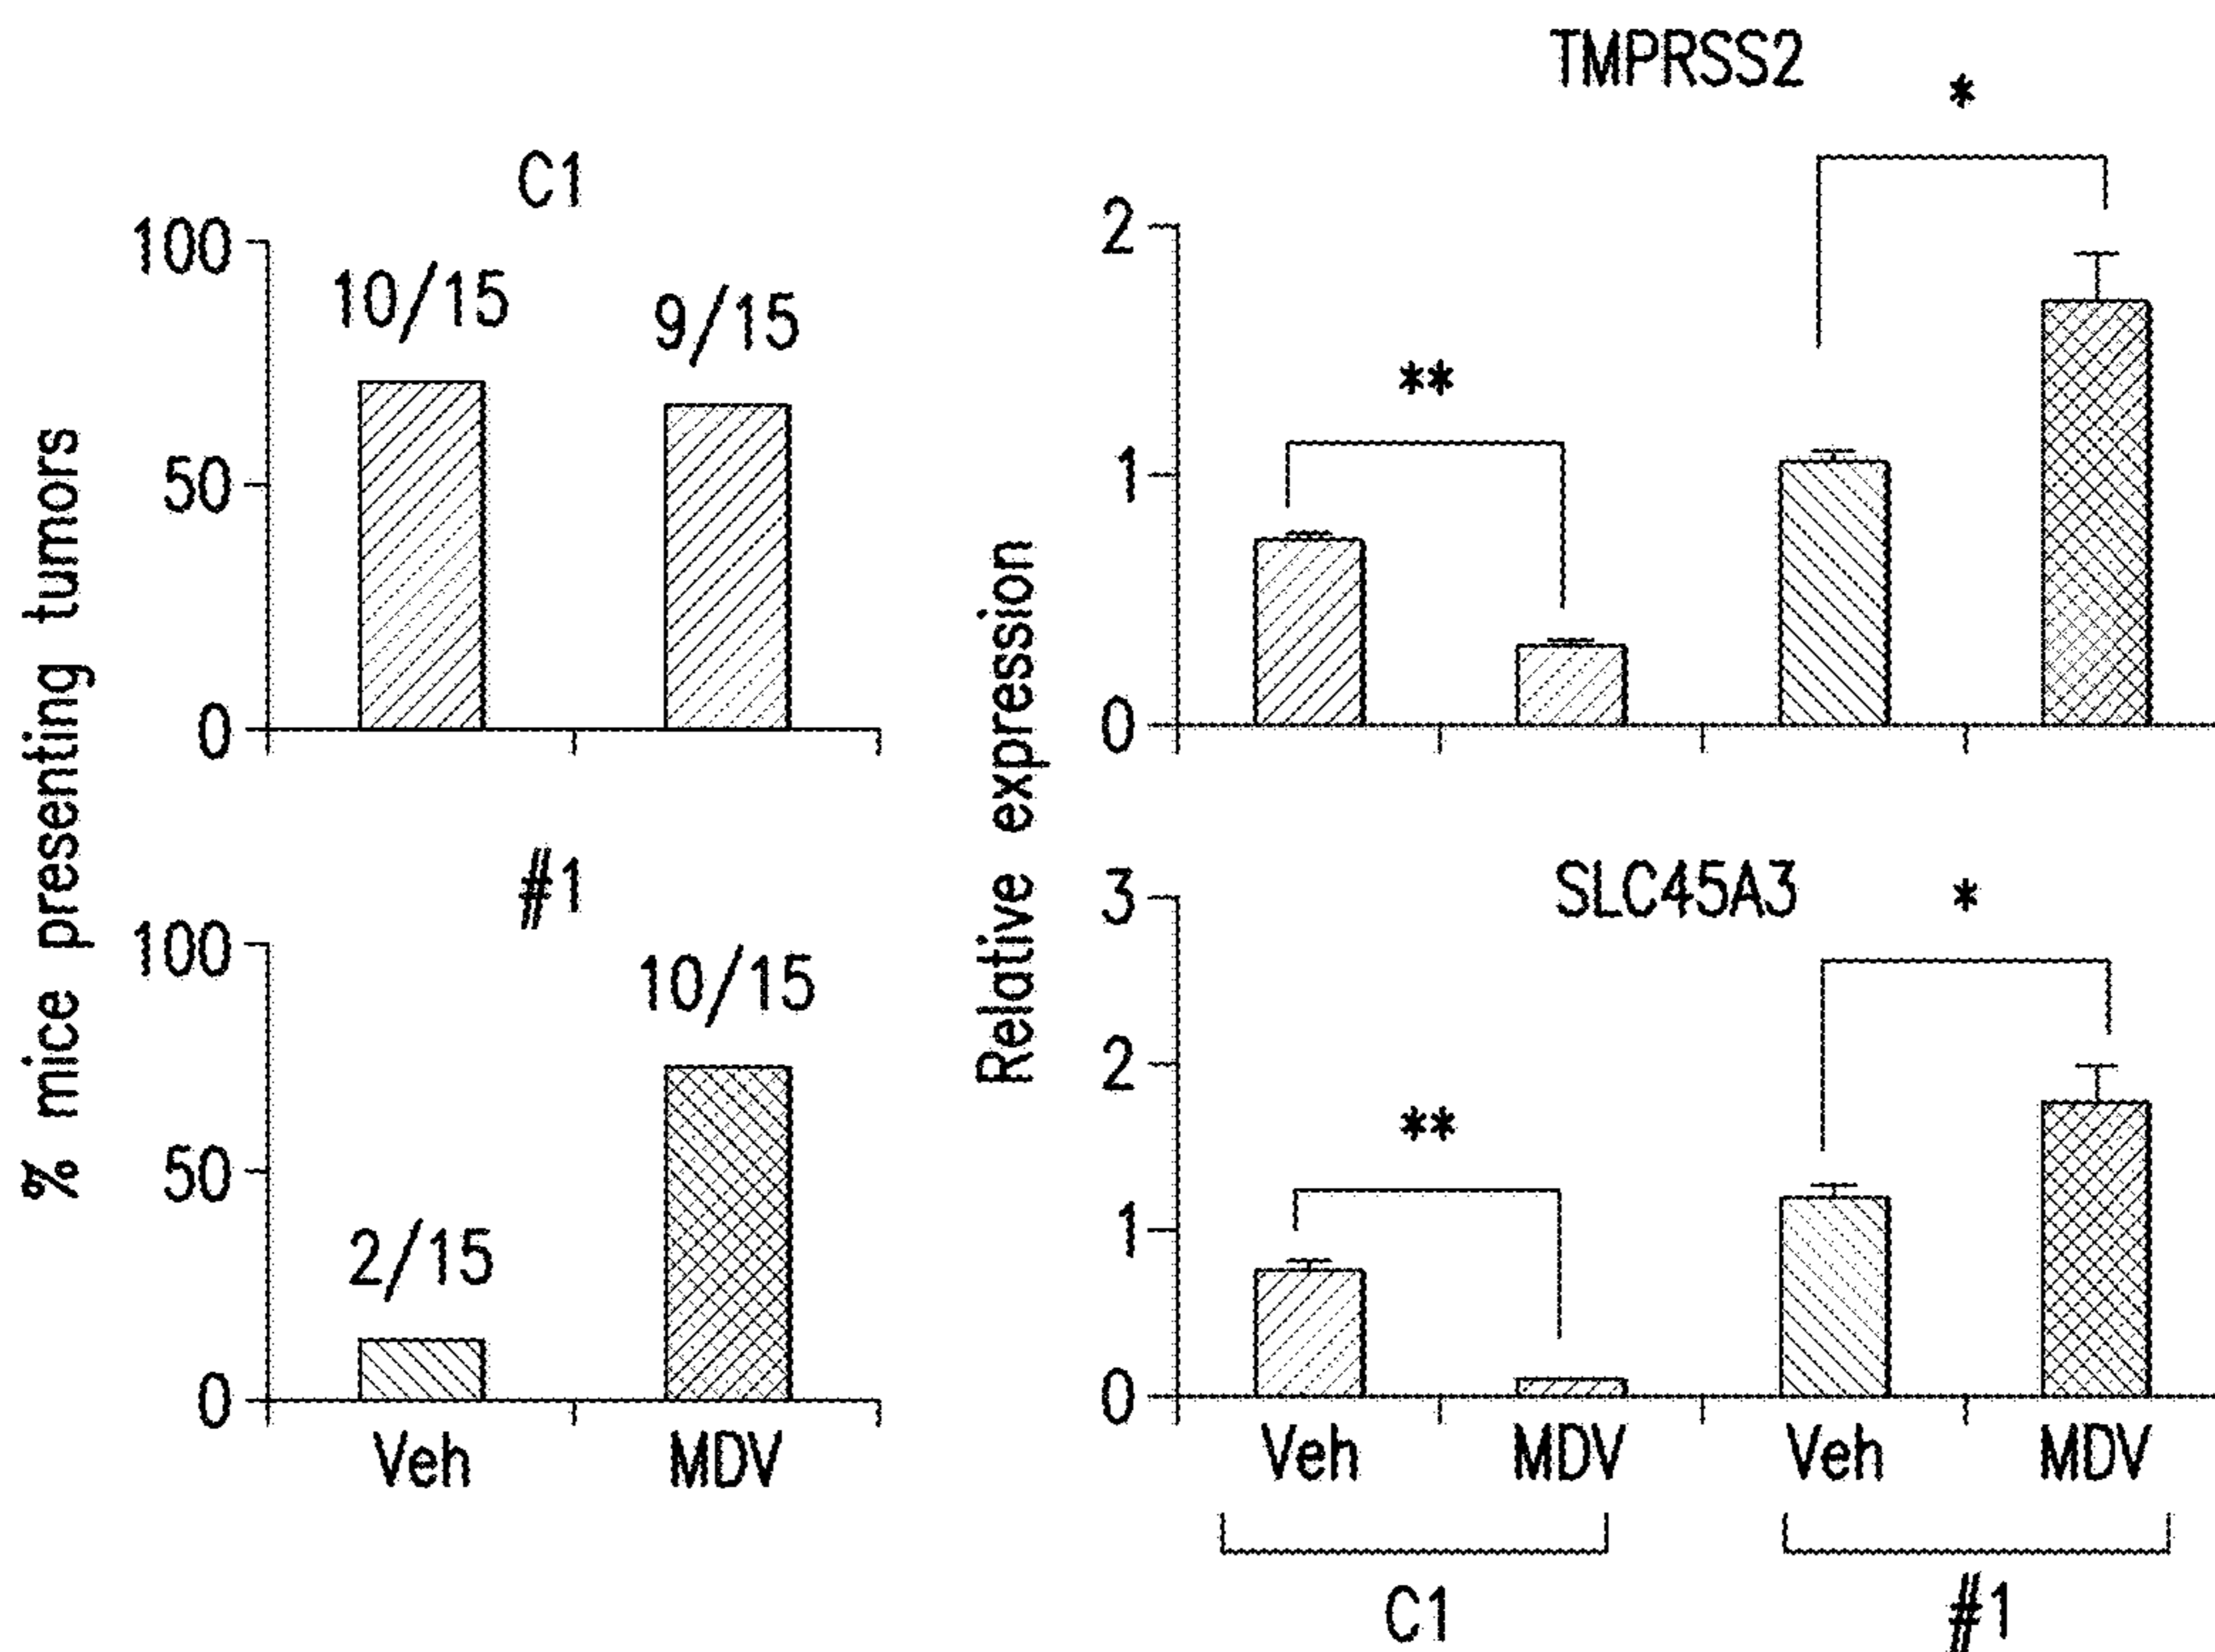 % mice presenting tumors
C1
100
50
0
10/15
9/15
#1
100
50
0
2/15
10/15
Veh MDV
Relative expression
TMPRSS2
2
1
0
**
*
SLC45A3
3
2
1
0
**
*
Veh MDV Veh MDV
C1 #1